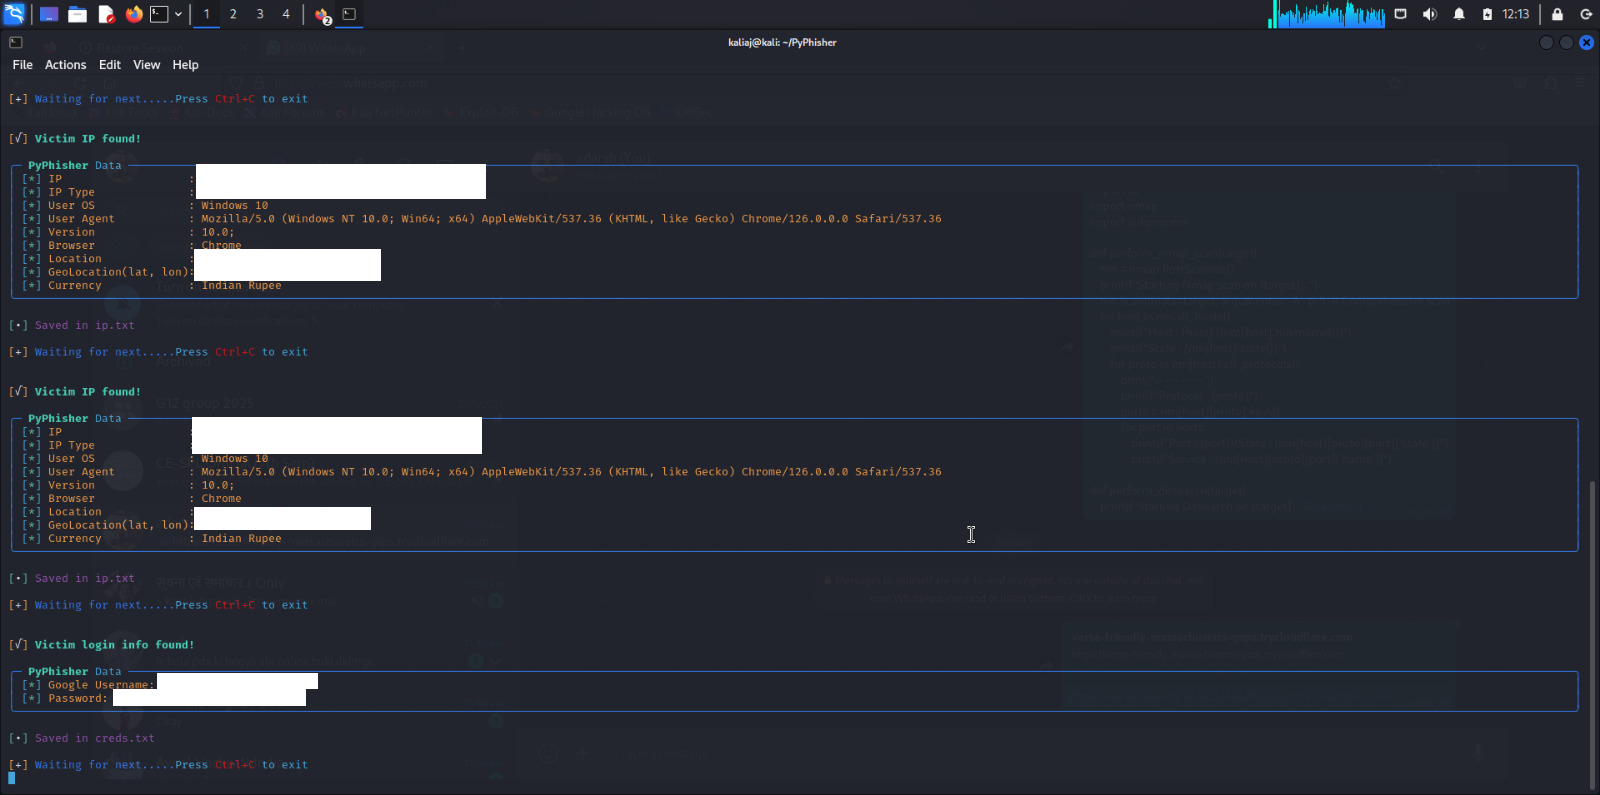 1 2 3 4 2 12:13
kaliaj@kali: ~/PyPhisher
File Actions Edit View Help
[+] Waiting for next.....Press Ctrl+C to exit
[√] Victim IP found!
PyPhisher Data
[*] IP :
[*] IP Type :
[*] User OS : Windows 10
[*] User Agent : Mozilla/5.0 (Windows NT 10.0; Win64; x64) AppleWebKit/537.36 (KHTML, like Gecko) Chrome/126.0.0.0 Safari/537.36
[*] Version : 10.0;
[*] Browser : Chrome
[*] Location :
[*] GeoLocation(lat, lon):
[*] Currency : Indian Rupee
[•] Saved in ip.txt
[+] Waiting for next.....Press Ctrl+C to exit
[√] Victim IP found!
PyPhisher Data
[*] IP
[*] IP Type :
[*] User OS : Windows 10
[*] User Agent : Mozilla/5.0 (Windows NT 10.0; Win64; x64) AppleWebKit/537.36 (KHTML, like Gecko) Chrome/126.0.0.0 Safari/537.36
[*] Version : 10.0;
[*] Browser : Chrome
[*] Location :
[*] GeoLocation(lat, lon):
[*] Currency : Indian Rupee
[•] Saved in ip.txt
[+] Waiting for next.....Press Ctrl+C to exit
[√] Victim login info found!
PyPhisher Data
[*] Google Username:
[*] Password:
[•] Saved in creds.txt
[+] Waiting for next.....Press Ctrl+C to exit